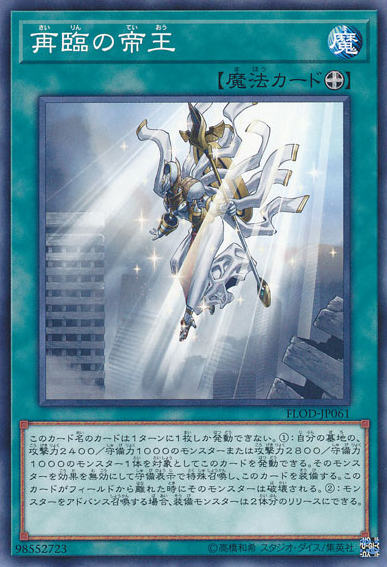 再臨の帝王
魔
【魔法カード】
FLOD-JP061
このカード名のカードは1ターンに1枚しか発動できない。①：自分の墓地の、
攻撃力2400／守備力1000のモンスターまたは攻撃力2800／守備力
1000のモンスター1体を対象としてこのカードを発動できる。そのモンスタ
ーを効果を無効にして守備表示で特殊召喚し、このカードを装備する。この
カードがフィールドから離れた時にそのモンスターは破壊される。②：モン
スターをアドバンス召喚する場合、装備モンスターは2体分のリリースにできる。
98552723
©高橋和希 スタジオ・ダイス/集英社